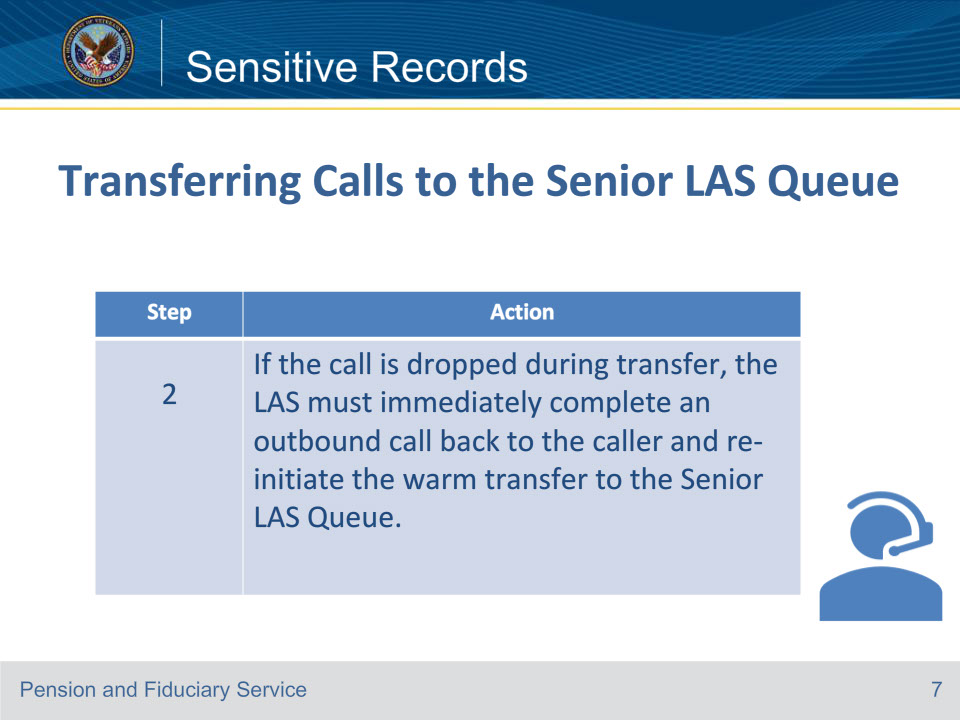 Sensitive Records
Transferring Calls to the Senior LAS Queue
Step
Action
2
If the call is dropped during transfer, the
LAS must immediately complete an
outbound call back to the caller and re-
initiate the warm transfer to the Senior
LAS Queue.
Pension and Fiduciary Service
7